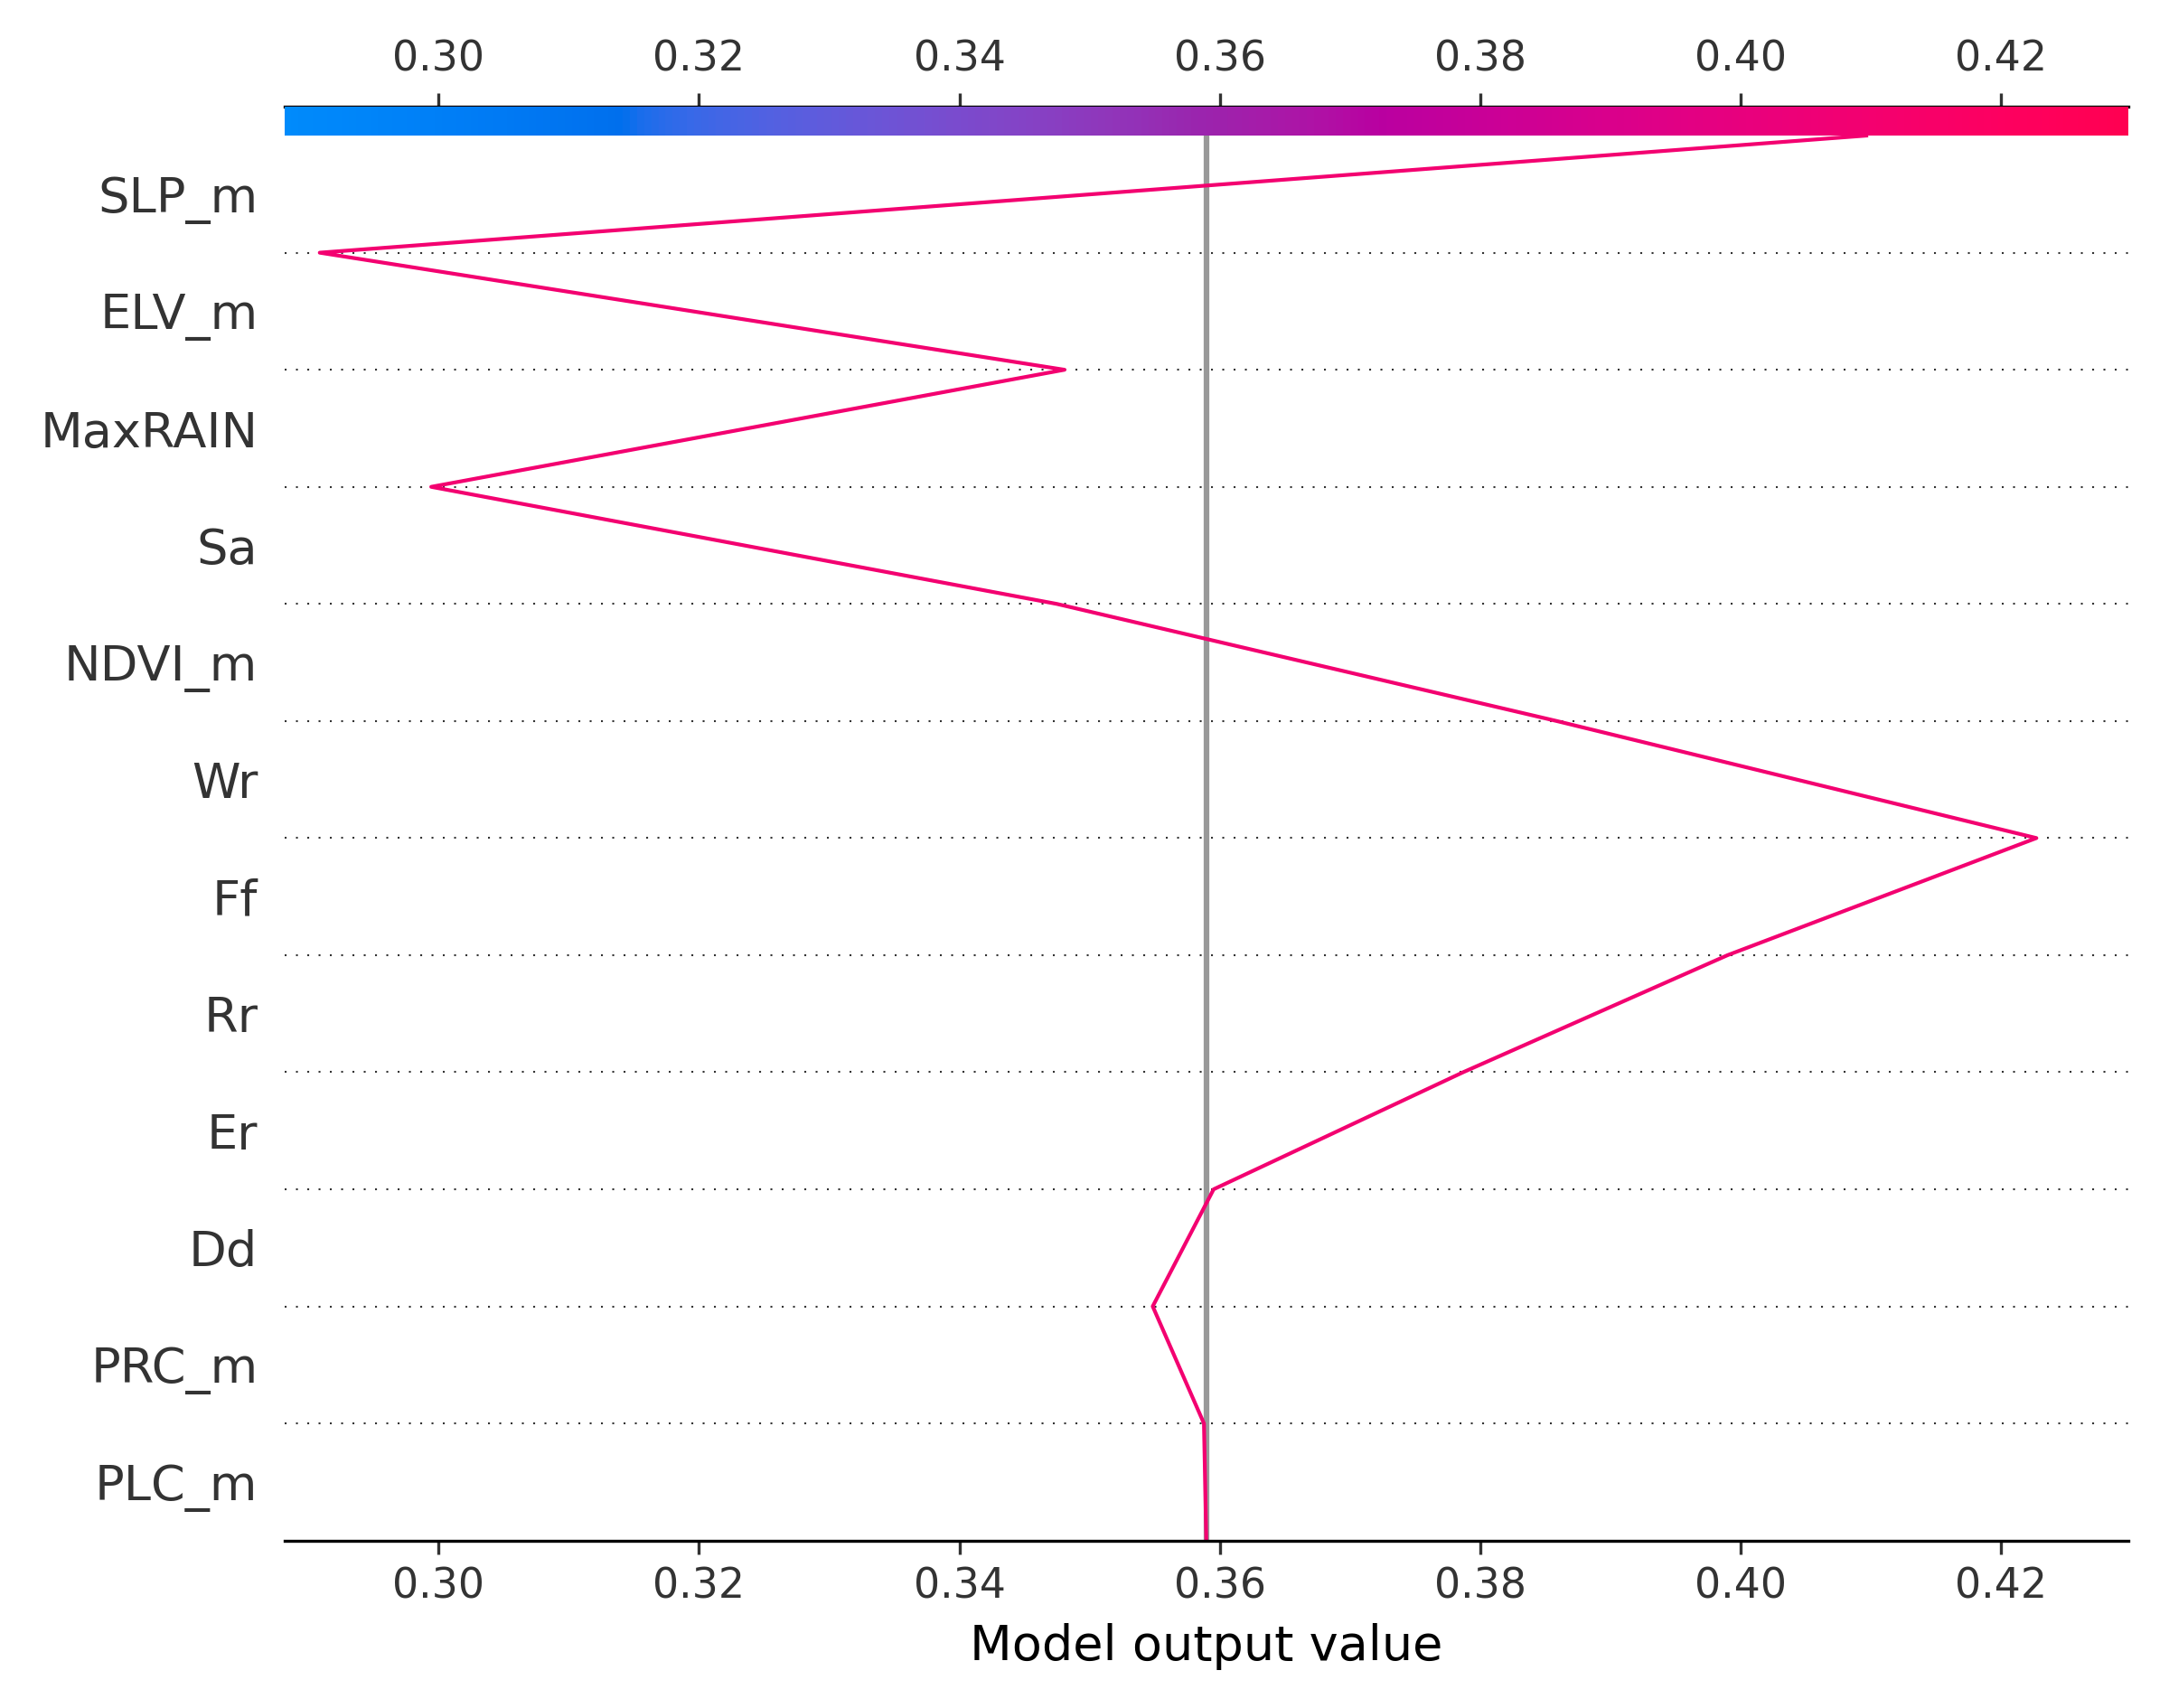 0.30 0.32 0.34 0.36 0.38 0.40 0.42
SLP_m
ELV_m
MaxRAIN
Sa
NDVI_m
Wr
Ff
Rr
Er
Dd
PRC_m
PLC_m
0.30 0.32 0.34 0.36 0.38 0.40 0.42
Model output value